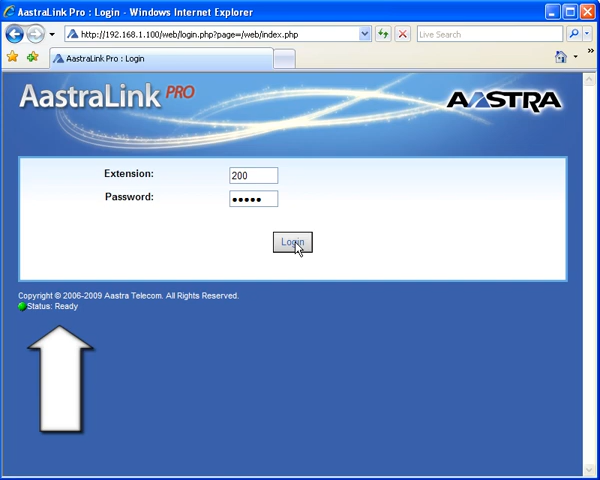 AastraLink Pro : Login - Windows Internet Explorer
http://192.168.1.100/web/login.php?page=/web/index.php
Live Search
AastraLink Pro : Login
AastraLink PRO
AASTRA
Extension:
200
Password:
Login
Copyright © 2006-2009 Aastra Telecom. All Rights Reserved.
Status: Ready